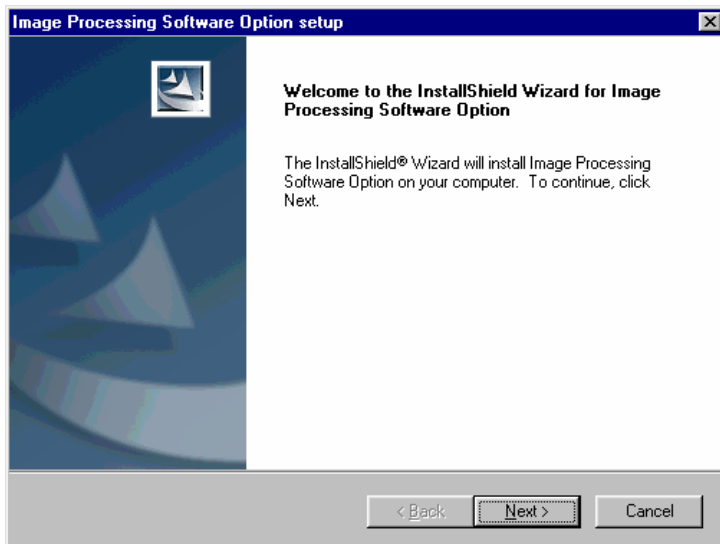 Image Processing Software Option setup
Welcome to the InstallShield Wizard for Image
Processing Software Option
The InstallShield® Wizard will install Image Processing
Software Option on your computer. To continue, click
Next.
< Back
Next >
Cancel